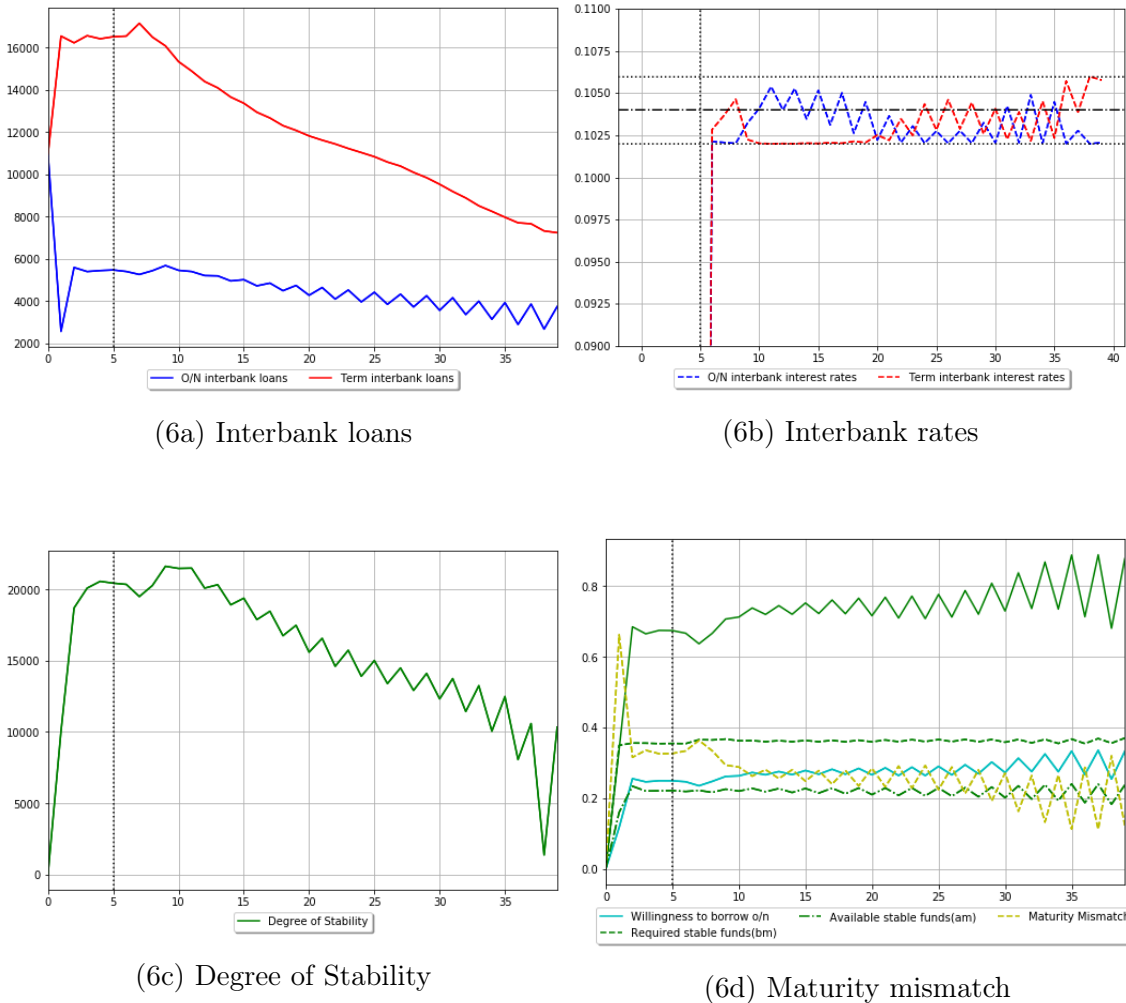 16000
14000
12000
10000
8000
6000
4000
2000
0 5 10 15 20 25 30 35
O/N interbank loans Term interbank loans
(6a) Interbank loans
0.1100
0.1075
0.1050
0.1025
0.1000
0.0975
0.0950
0.0925
0.0900
0 5 10 15 20 25 30 35 40
O/N interbank interest rates Term interbank interest rates
(6b) Interbank rates
20000
15000
10000
5000
0
0 5 10 15 20 25 30 35
Degree of Stability
(6c) Degree of Stability
0.8
0.6
0.4
0.2
0.0
0 5 10 15 20 25 30 35
Willingness to borrow o/n Available stable funds(am) Maturity Mismatch
Required stable funds(bm)
(6d) Maturity mismatch